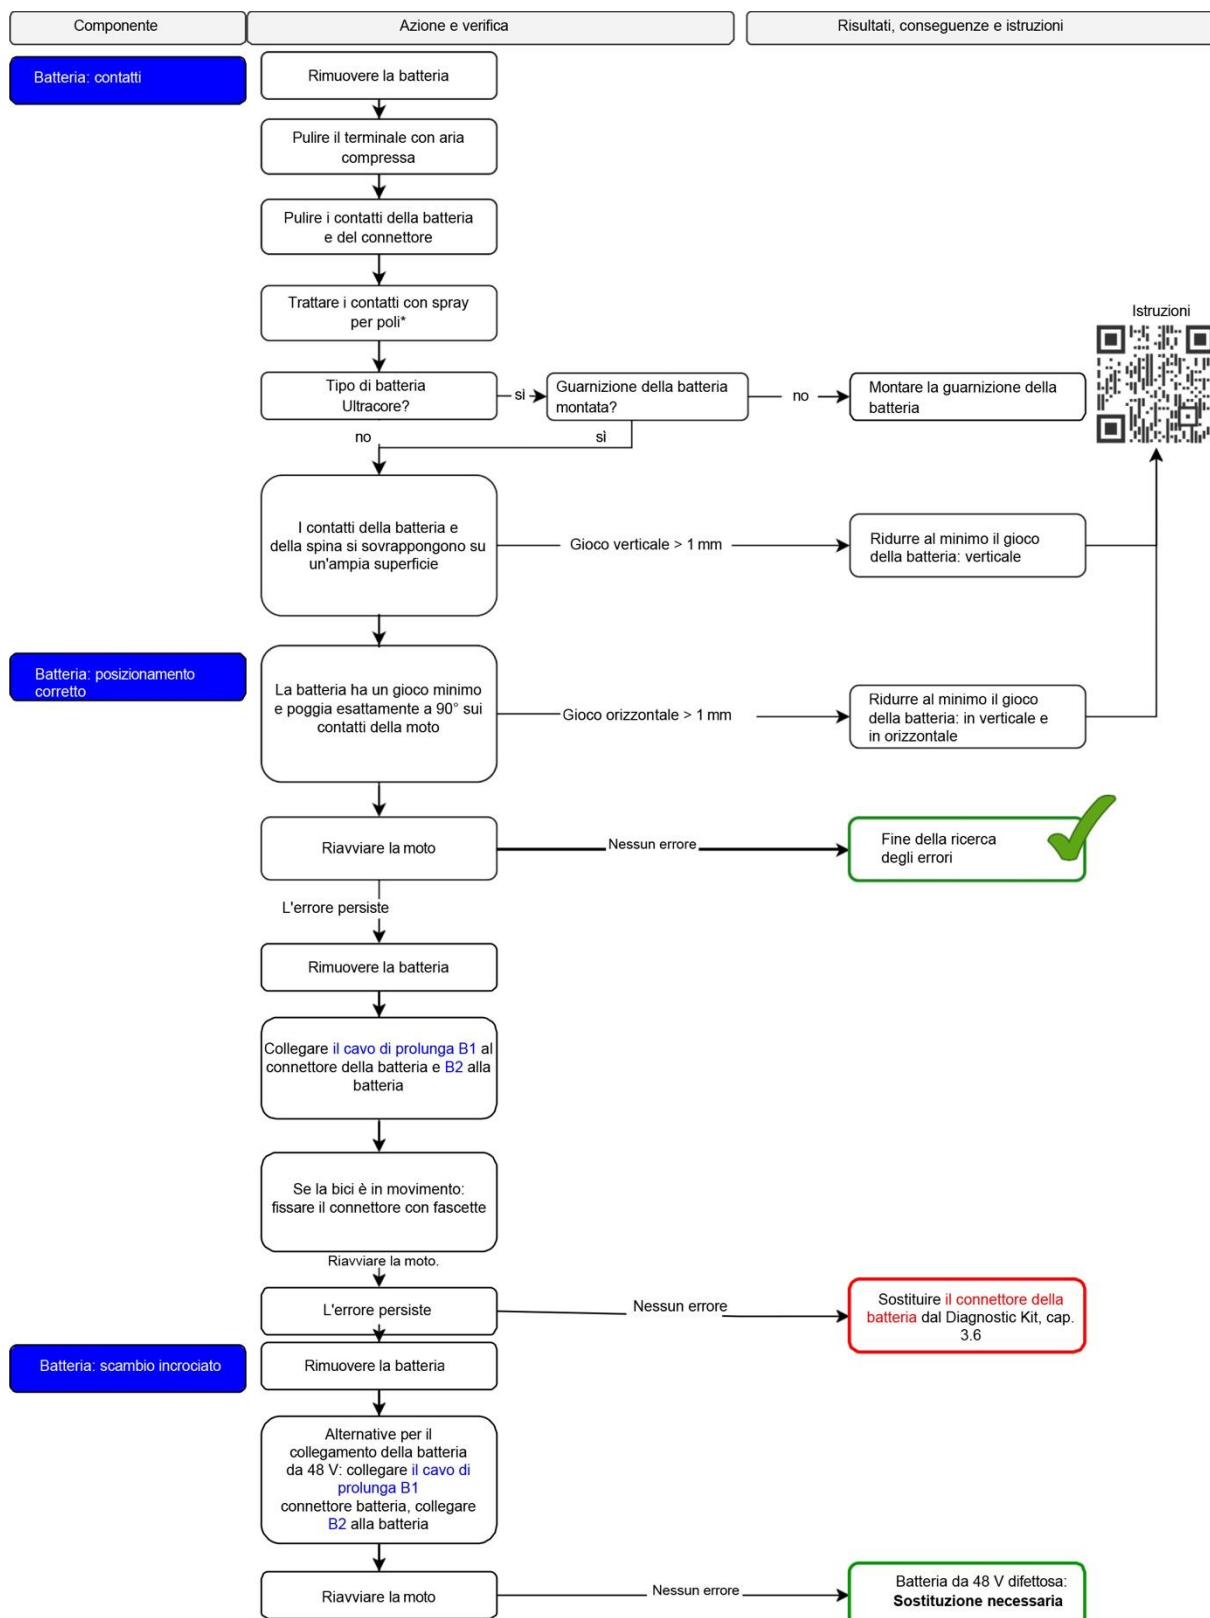 Componente
Azione e verifica
Risultati, conseguenze e istruzioni
Batteria: contatti
Rimuovere la batteria
Pulire il terminale con aria
compressa
Pulire i contatti della batteria
e del connettore
Trattare i contatti con spray
per poli*
Istruzioni
Tipo di batteria
Ultracore?
sì
Guarnizione della batteria
montata?
no
Montare la guarnizione della
batteria
no
sì
I contatti della batteria e
della spina si sovrappongono su
un'ampia superficie
Gioco verticale > 1 mm
Ridurre al minimo il gioco
della batteria: verticale
Batteria: posizionamento
corretto
La batteria ha un gioco minimo
e poggia esattamente a 90° sui
contatti della moto
Gioco orizzontale > 1 mm
Ridurre al minimo il gioco
della batteria: in verticale e
in orizzontale
Riavviare la moto
Nessun errore
Fine della ricerca
degli errori
L'errore persiste
Rimuovere la batteria
Collegare il cavo di prolunga B1 al
connettore della batteria e B2 alla
batteria
Se la bici è in movimento:
fissare il connettore con fascette
Riavviare la moto.
L'errore persiste
Nessun errore
Sostituire il connettore della
batteria dal Diagnostic Kit, cap.
3.6
Batteria: scambio incrociato
Rimuovere la batteria
Alternative per il
collegamento della batteria
da 48 V: collegare il cavo di
prolunga B1
connettore batteria, collegare
B2 alla batteria
Riavviare la moto
Nessun errore
Batteria da 48 V difettosa:
Sostituzione necessaria